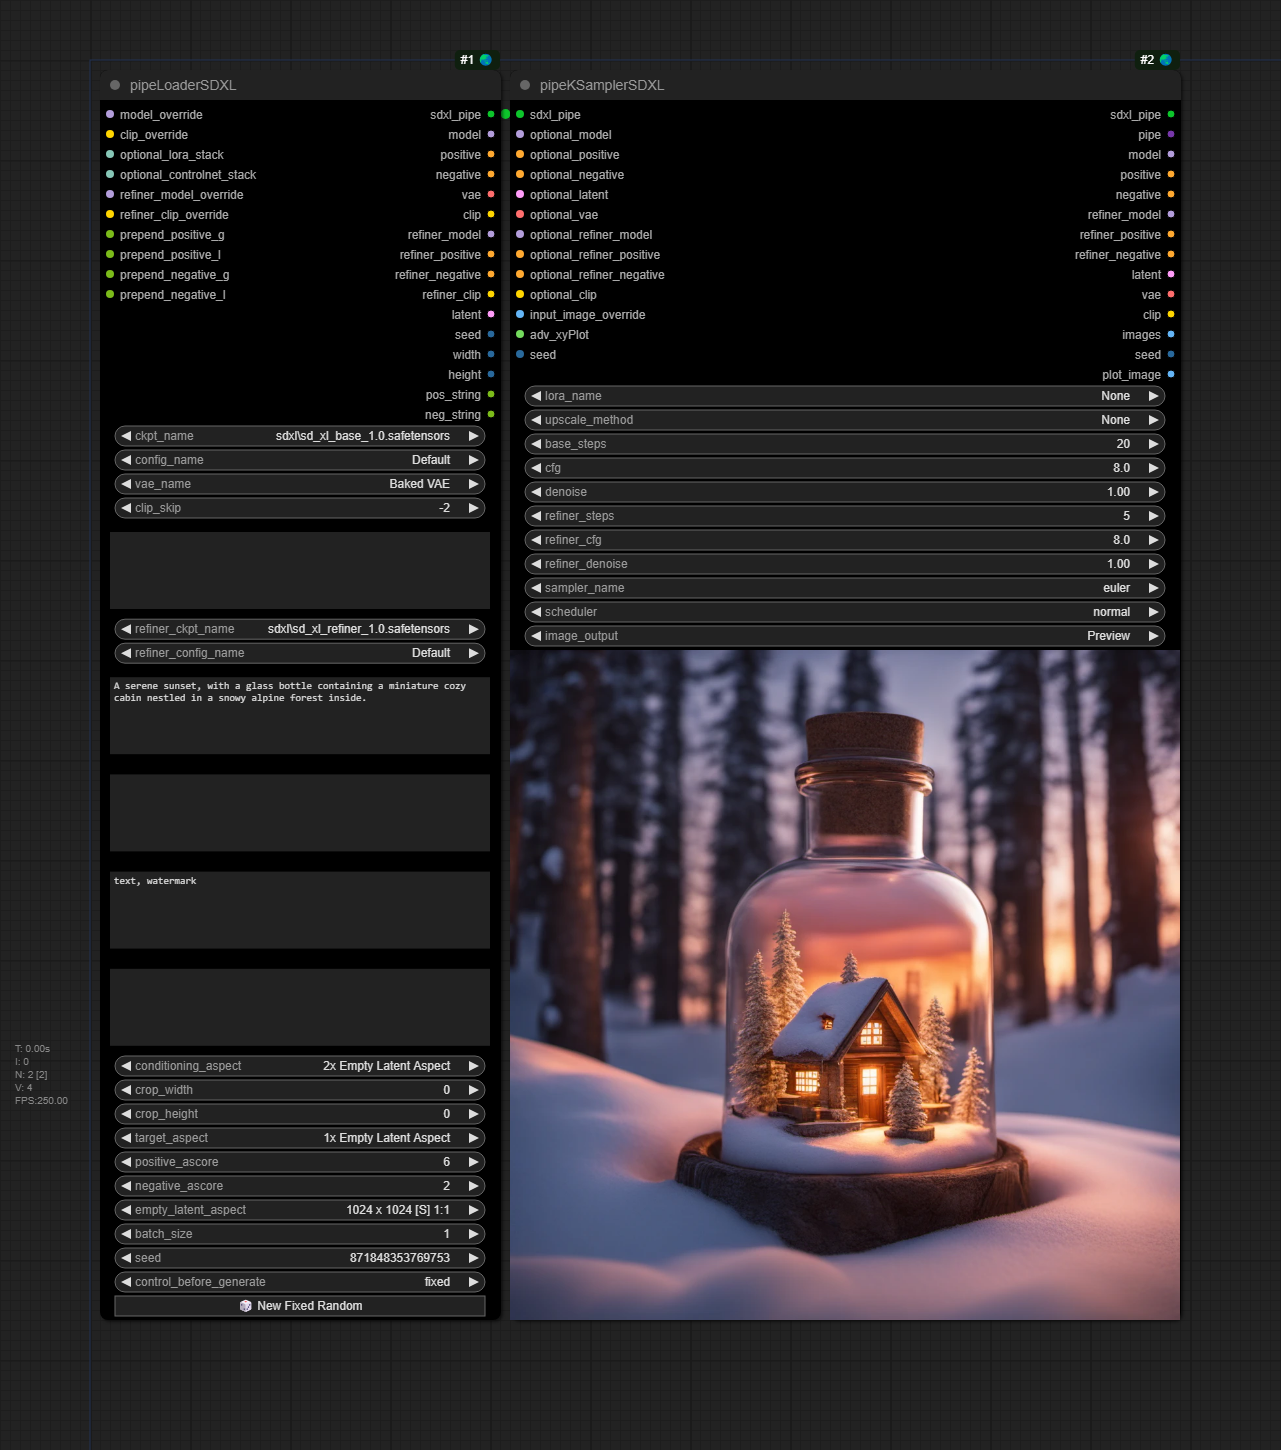 #1
pipeLoaderSDXL
model_override sdxl_pipe
clip_override model
optional_lora_stack positive
optional_controlnet_stack negative
refiner_model_override vae
refiner_clip_override clip
prepend_positive_g refiner_model
prepend_positive_l refiner_positive
prepend_negative_g refiner_negative
prepend_negative_l refiner_clip
latent
seed
width
height
pos_string
neg_string
ckpt_name sdxl\sd_xl_base_1.0.safetensors
config_name Default
vae_name Baked VAE
clip_skip -2
refiner_ckpt_name sdxl\sd_xl_refiner_1.0.safetensors
refiner_config_name Default
A serene sunset, with a glass bottle containing a miniature cozy
cabin nestled in a snowy alpine forest inside.
text, watermark
conditioning_aspect 2x Empty Latent Aspect
crop_width 0
crop_height 0
target_aspect 1x Empty Latent Aspect
positive_ascore 6
negative_ascore 2
empty_latent_aspect 1024 x 1024 [S] 1:1
batch_size 1
seed 871848353769753
control_before_generate fixed
New Fixed Random
#2
pipeKSamplerSDXL
sdxl_pipe sdxl_pipe
optional_model pipe
optional_positive model
optional_negative positive
optional_latent negative
optional_vae refiner_model
optional_refiner_model refiner_positive
optional_refiner_positive refiner_negative
optional_refiner_negative latent
optional_clip vae
input_image_override clip
adv_xyPlot images
seed seed
plot_image
lora_name None
upscale_method None
base_steps 20
cfg 8.0
denoise 1.00
refiner_steps 5
refiner_cfg 8.0
refiner_denoise 1.00
sampler_name euler
scheduler normal
image_output Preview
T: 0.00s
I: 0
N: 2 [2]
V: 4
FPS:250.00